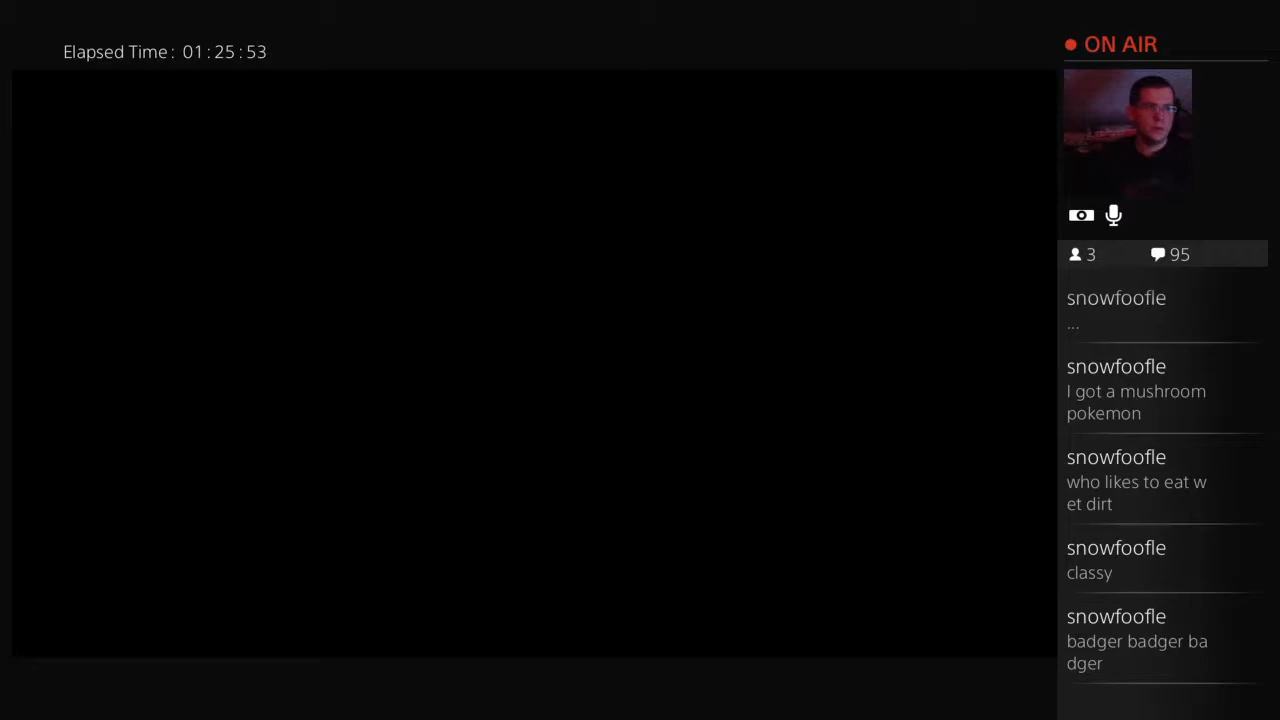 Elapsed Time: 01:25:53
ON AIR
3 95
snowfoofle
...
snowfoofle
I got a mushroom
pokemon
snowfoofle
who likes to eat w
et dirt
snowfoofle
classy
snowfoofle
badger badger ba
dger